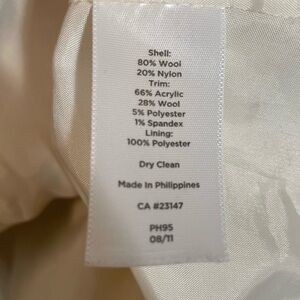 Shell:
80% Wool
20% Nylon
Trim:
66% Acrylic
28% Wool
5% Polyester
1% Spandex
Lining:
100% Polyester
Dry Clean
Made In Philippines
CA #23147
PH95
08/11